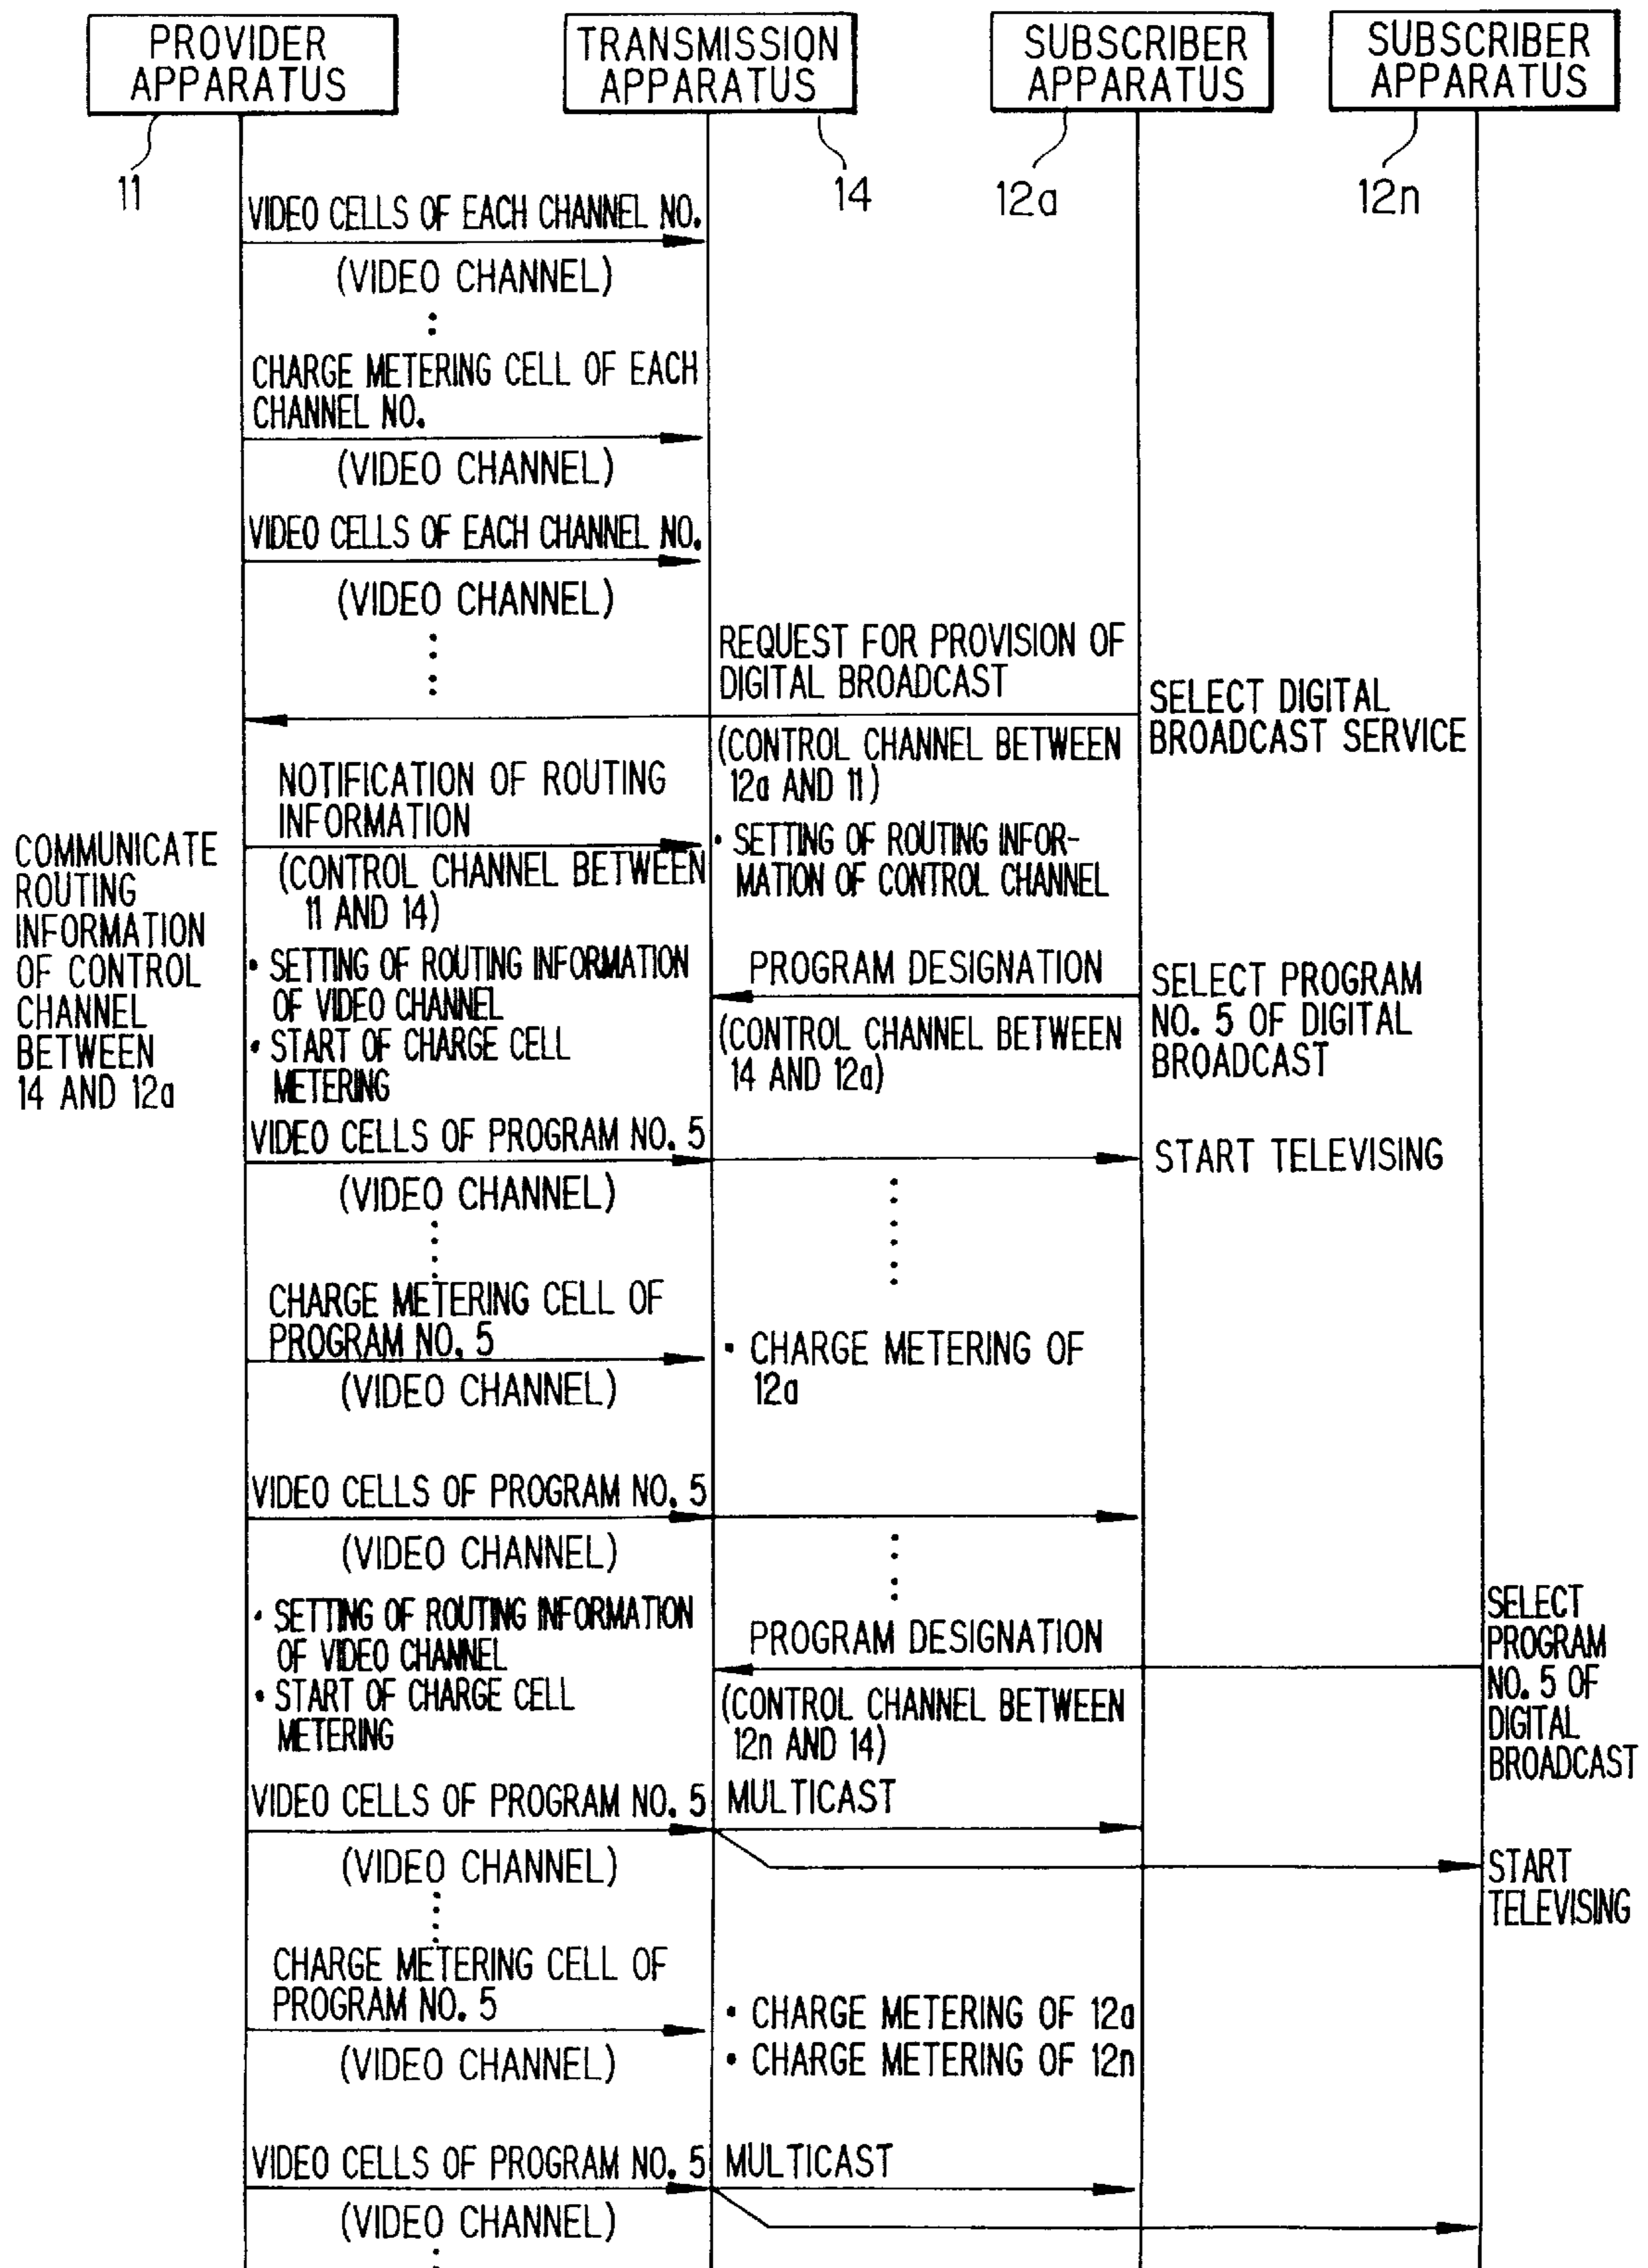 PROVIDER
APPARATUS
TRANSMISSION
APPARATUS
SUBSCRIBER
APPARATUS
SUBSCRIBER
APPARATUS
11
14
12a
12n
VIDEO CELLS OF EACH CHANNEL NO.
(VIDEO CHANNEL)
CHARGE METERING CELL OF EACH
CHANNEL NO.
(VIDEO CHANNEL)
VIDEO CELLS OF EACH CHANNEL NO.
(VIDEO CHANNEL)
REQUEST FOR PROVISION OF
DIGITAL BROADCAST
SELECT DIGITAL
BROADCAST SERVICE
(CONTROL CHANNEL BETWEEN
12a AND 11)
NOTIFICATION OF ROUTING
INFORMATION
(CONTROL CHANNEL BETWEEN
11 AND 14)
• SETTING OF ROUTING INFOR-
MATION OF CONTROL CHANNEL
COMMUNICATE
ROUTING
INFORMATION
OF CONTROL
CHANNEL
BETWEEN
14 AND 12a
• SETTING OF ROUTING INFORMATION
OF VIDEO CHANNEL
• START OF CHARGE CELL
METERING
PROGRAM DESIGNATION
(CONTROL CHANNEL BETWEEN
14 AND 12a)
SELECT PROGRAM
NO. 5 OF DIGITAL
BROADCAST
VIDEO CELLS OF PROGRAM NO. 5
(VIDEO CHANNEL)
START TELEVISING
CHARGE METERING CELL OF
PROGRAM NO. 5
(VIDEO CHANNEL)
• CHARGE METERING OF
12a
VIDEO CELLS OF PROGRAM NO. 5
(VIDEO CHANNEL)
• SETTING OF ROUTING INFORMATION
OF VIDEO CHANNEL
• START OF CHARGE CELL
METERING
PROGRAM DESIGNATION
(CONTROL CHANNEL BETWEEN
12n AND 14)
SELECT
PROGRAM
NO. 5 OF
DIGITAL
BROADCAST
VIDEO CELLS OF PROGRAM NO. 5
MULTICAST
(VIDEO CHANNEL)
START
TELEVISING
CHARGE METERING CELL OF
PROGRAM NO. 5
(VIDEO CHANNEL)
• CHARGE METERING OF 12a
• CHARGE METERING OF 12n
VIDEO CELLS OF PROGRAM NO. 5
MULTICAST
(VIDEO CHANNEL)